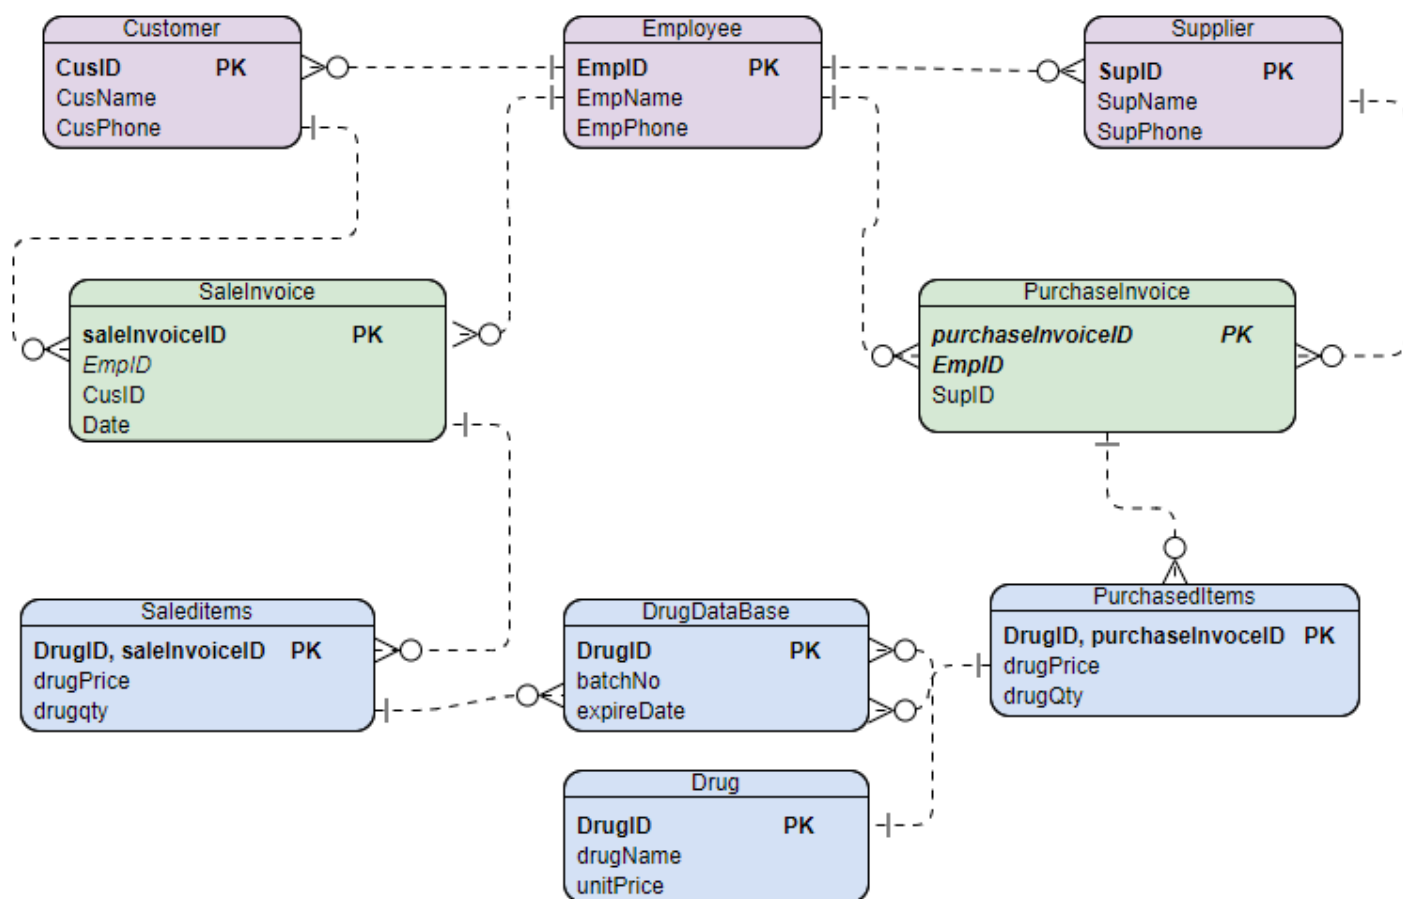 Customer
CusID PK
CusName
CusPhone
Employee
EmpID PK
EmpName
EmpPhone
Supplier
SupID PK
SupName
SupPhone
SaleInvoice
saleInvoiceID PK
EmpID
CusID
Date
PurchaseInvoice
purchaseInvoiceID PK
EmpID
SupID
Saleditems
DrugID, saleInvoiceID PK
drugPrice
drugqty
DrugDataBase
DrugID PK
batchNo
expireDate
PurchasedItems
DrugID, purchaseInvoceID PK
drugPrice
drugQty
Drug
DrugID PK
drugName
unitPrice